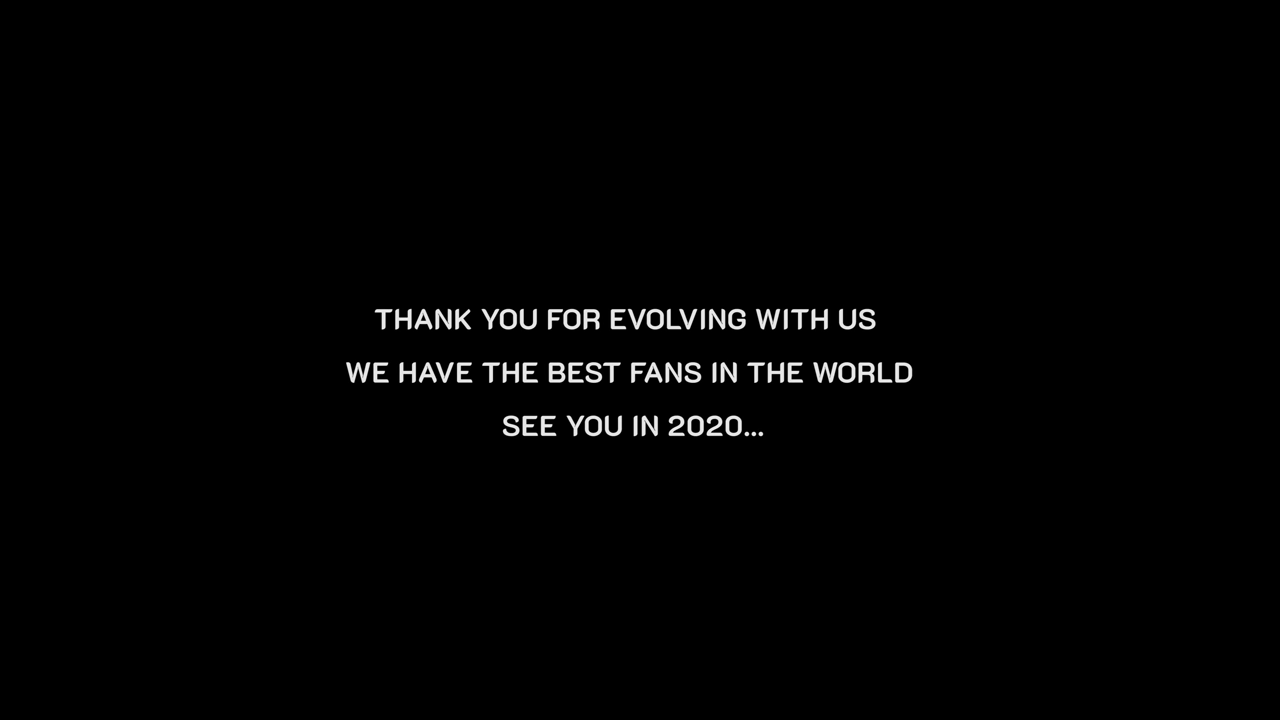 THANK YOU FOR EVOLVING WITH US
WE HAVE THE BEST FANS IN THE WORLD
SEE YOU IN 2020...